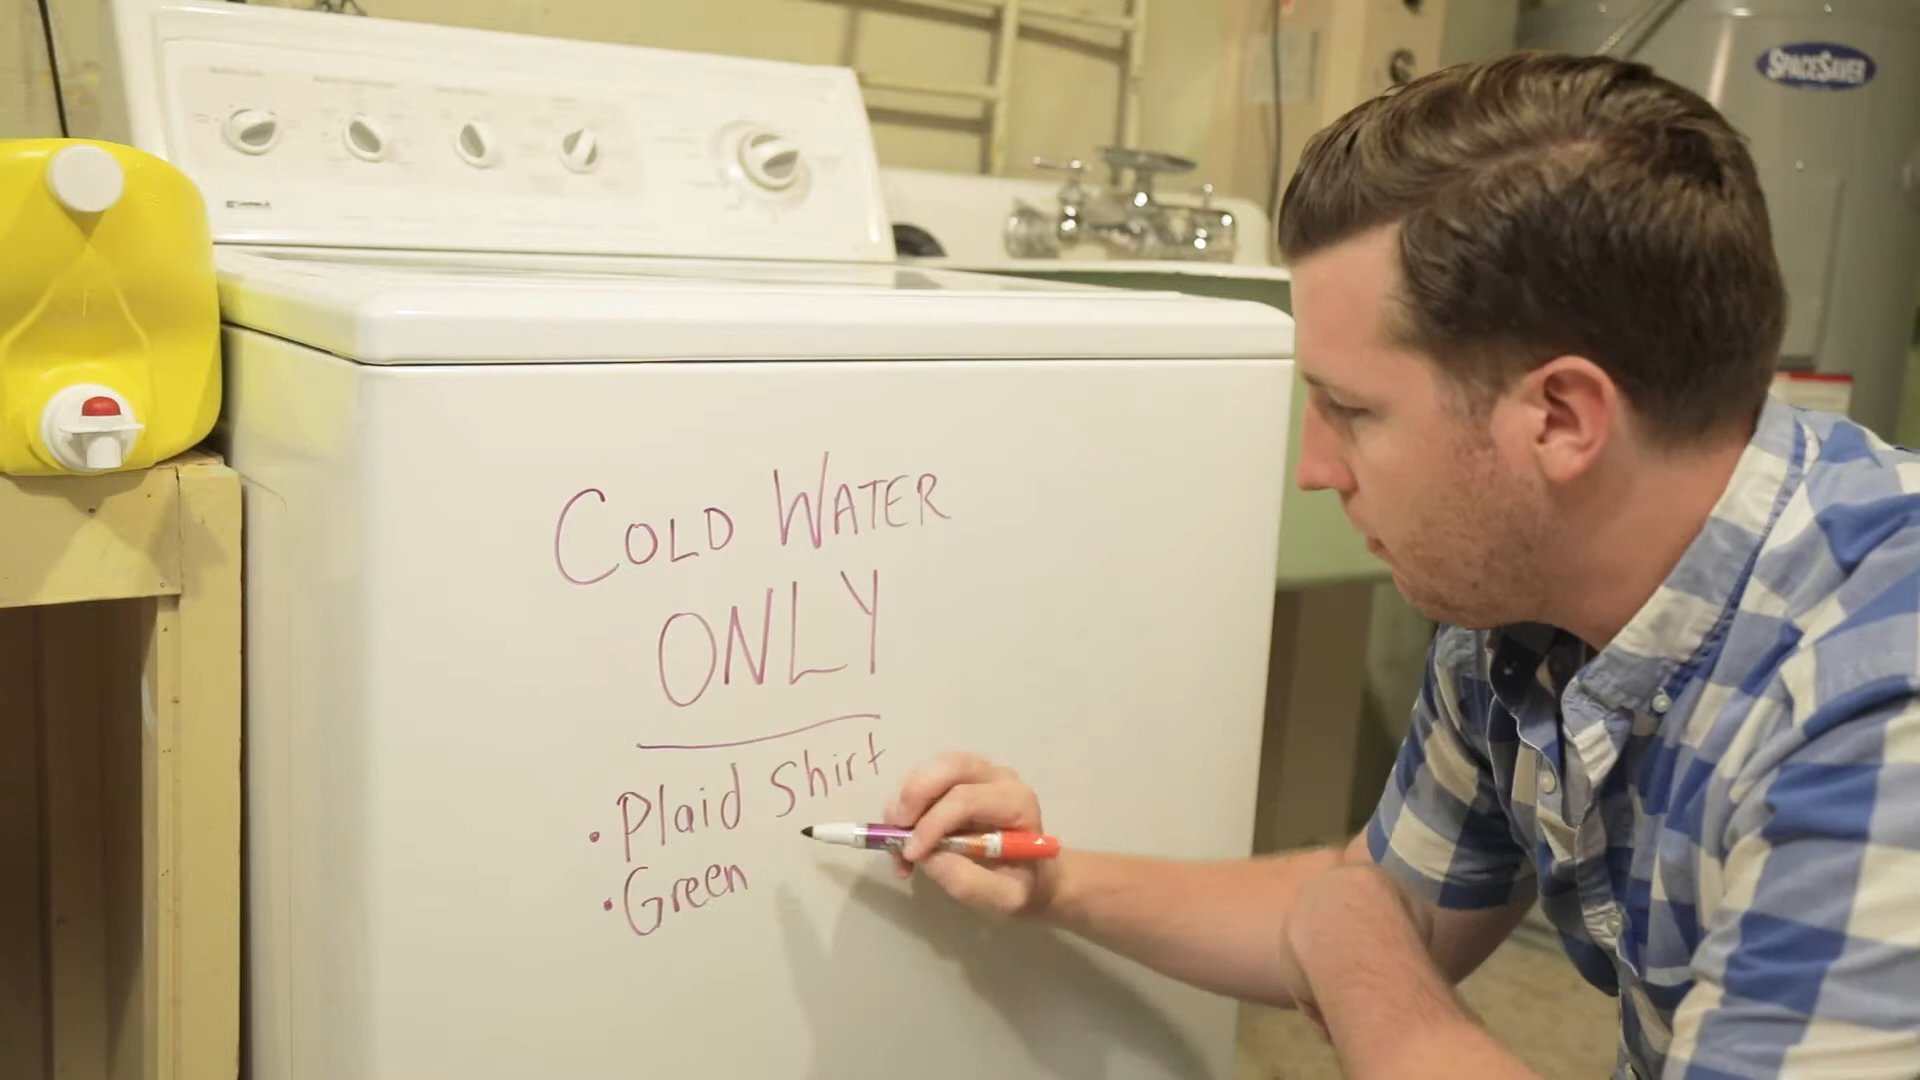 SPACESAVER
COLD WATER
ONLY
• Plaid Shirt
• Green